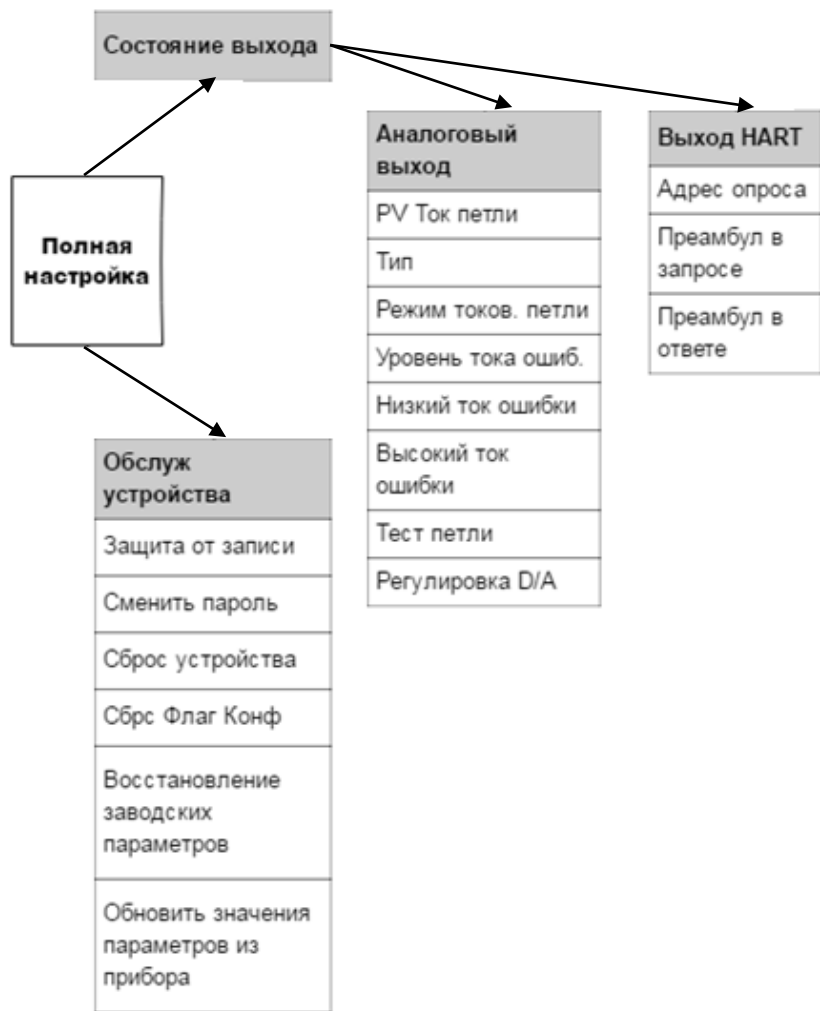 Состояние выхода
Полная
настройка
Аналоговый
выход
PV Ток петли
Тип
Режим токов. петли
Уровень тока ошиб.
Низкий ток ошибки
Высокий ток
ошибки
Тест петли
Регулировка D/A
Выход HART
Адрес опроса
Преамбул в
запросе
Преамбул в
ответе
Обслуж
устройства
Защита от записи
Сменить пароль
Сброс устройства
Сбрс Флаг Конф
Восстановление
заводских
параметров
Обновить значения
параметров из
прибора